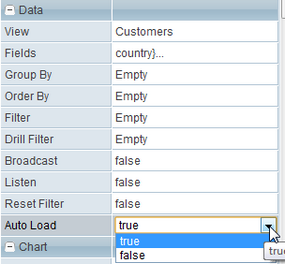 Data
View Customers
Fields country}...
Group By Empty
Order By Empty
Filter Empty
Drill Filter Empty
Broadcast false
Listen false
Reset Filter false
Auto Load true
true
Chart
false
true